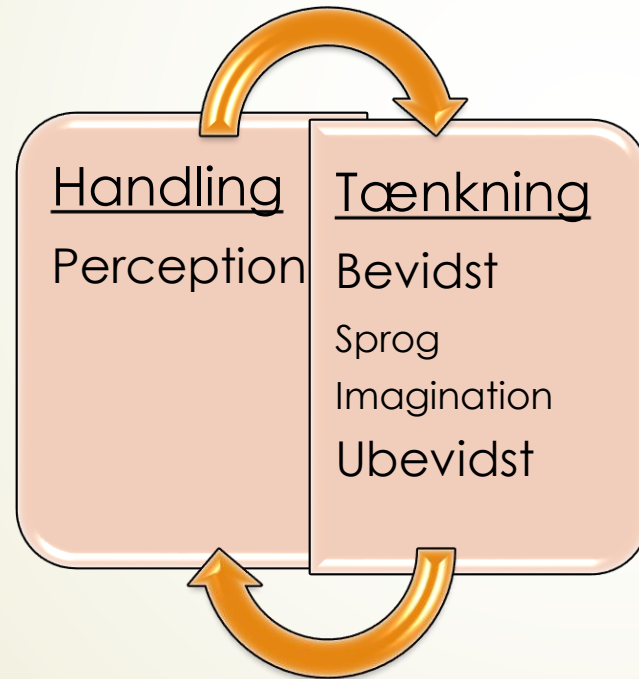 Handling
Perception
Tænkning
Bevidst
Sprog
Imagination
Ubevidst